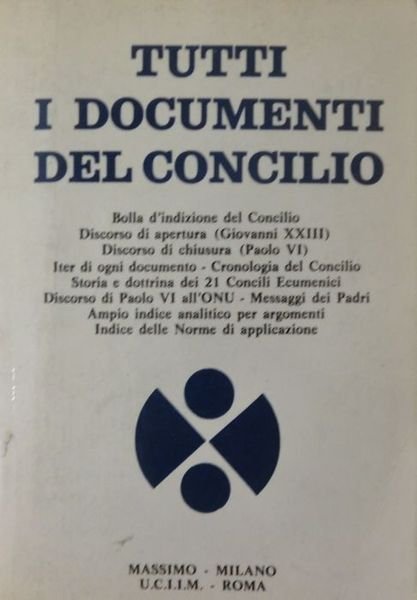 TUTTI
I DOCUMENTI
DEL CONCILIO
Bolla d'indizione del Concilio
Discorso di apertura (Giovanni XXIII)
Discorso di chiusura (Paolo VI)
Iter di ogni documento - Cronologia del Concilio
Storia e dottrina dei 21 Concili Ecumenici
Discorso di Paolo VI all'ONU - Messaggi dei Padri
Ampio indice analitico per argomenti
Indice delle Norme di applicazione
MASSIMO - MILANO
U.C.I.I.M. - ROMA